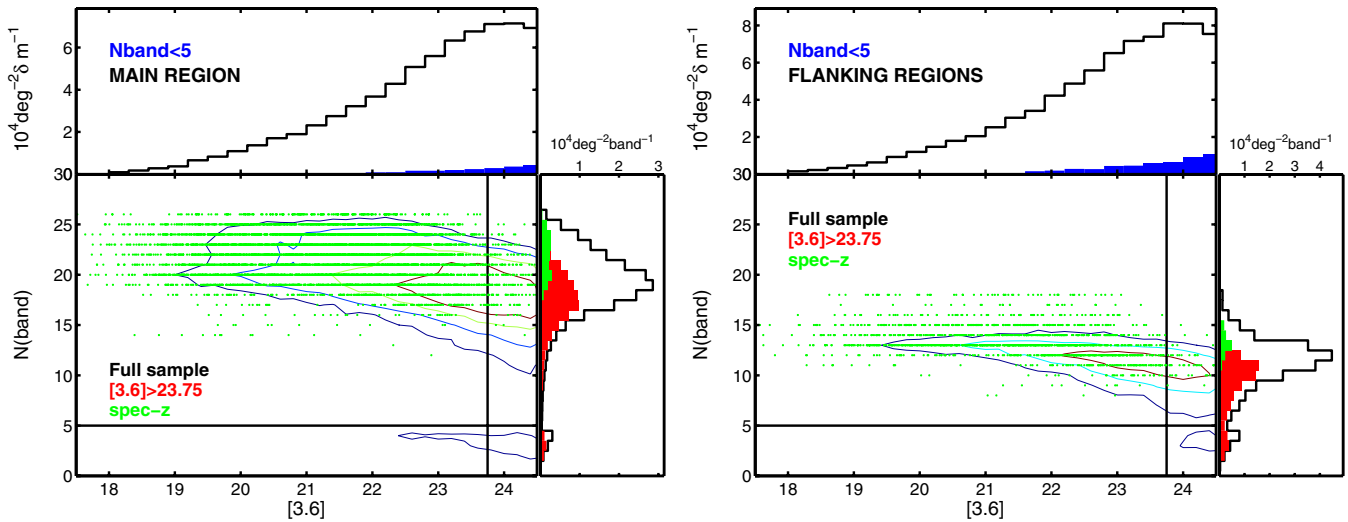 Nband<5
MAIN REGION
10⁴deg⁻²δ m⁻¹
6
4
2
30
10⁴deg⁻²band⁻¹
1 2 3
N(band)
25
20
15
10
5
0
Full sample
[3.6]>23.75
spec−z
18 19 20 21 22 23 24
[3.6]
Nband<5
FLANKING REGIONS
10⁴deg⁻²δ m⁻¹
8
6
4
2
30
0
10⁴deg⁻²band⁻¹
1 2 3 4
N(band)
25
20
15
10
5
0
Full sample
[3.6]>23.75
spec−z
18 19 20 21 22 23 24
[3.6]